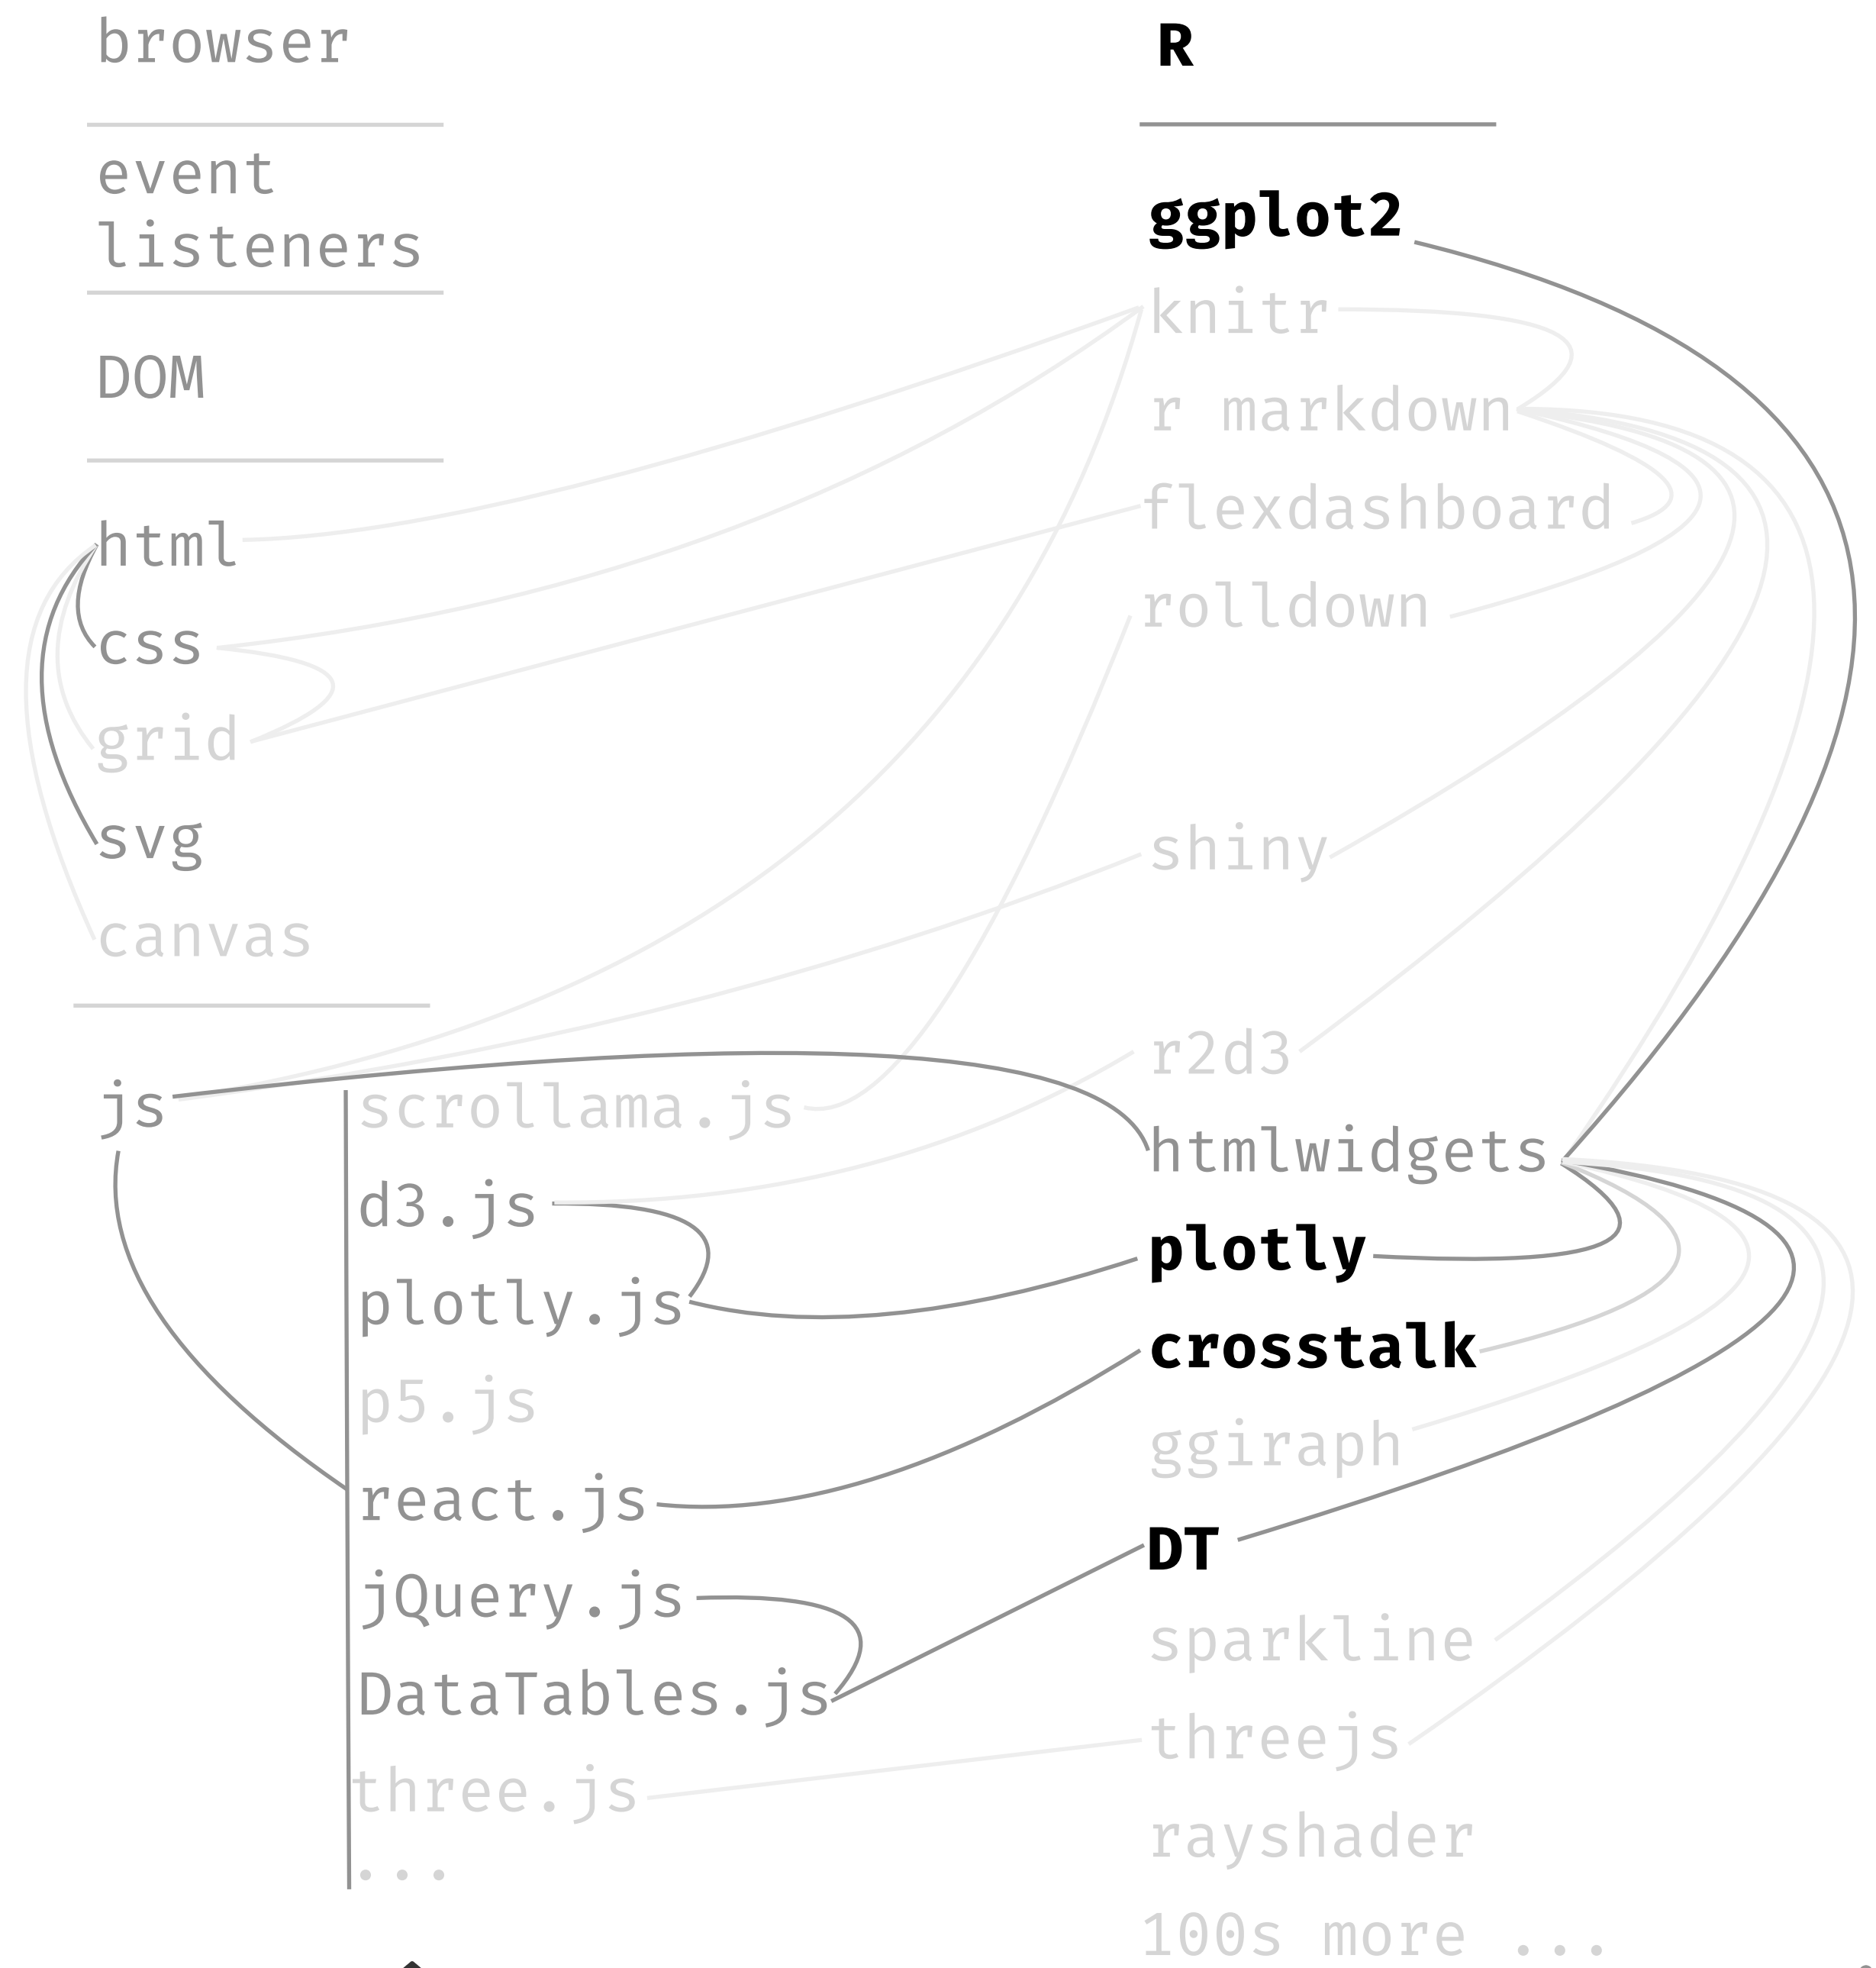 browser
event
listeners
DOM
html
css
grid
svg
canvas
js
scrollama.js
d3.js
plotly.js
p5.js
react.js
jQuery.js
DataTables.js
three.js
...
R
ggplot2
knitr
r markdown
flexdashboard
rolldown
shiny
r2d3
htmlwidgets
plotly
crosstalk
ggiraph
DT
sparkline
threejs
rayshader
100s more ...